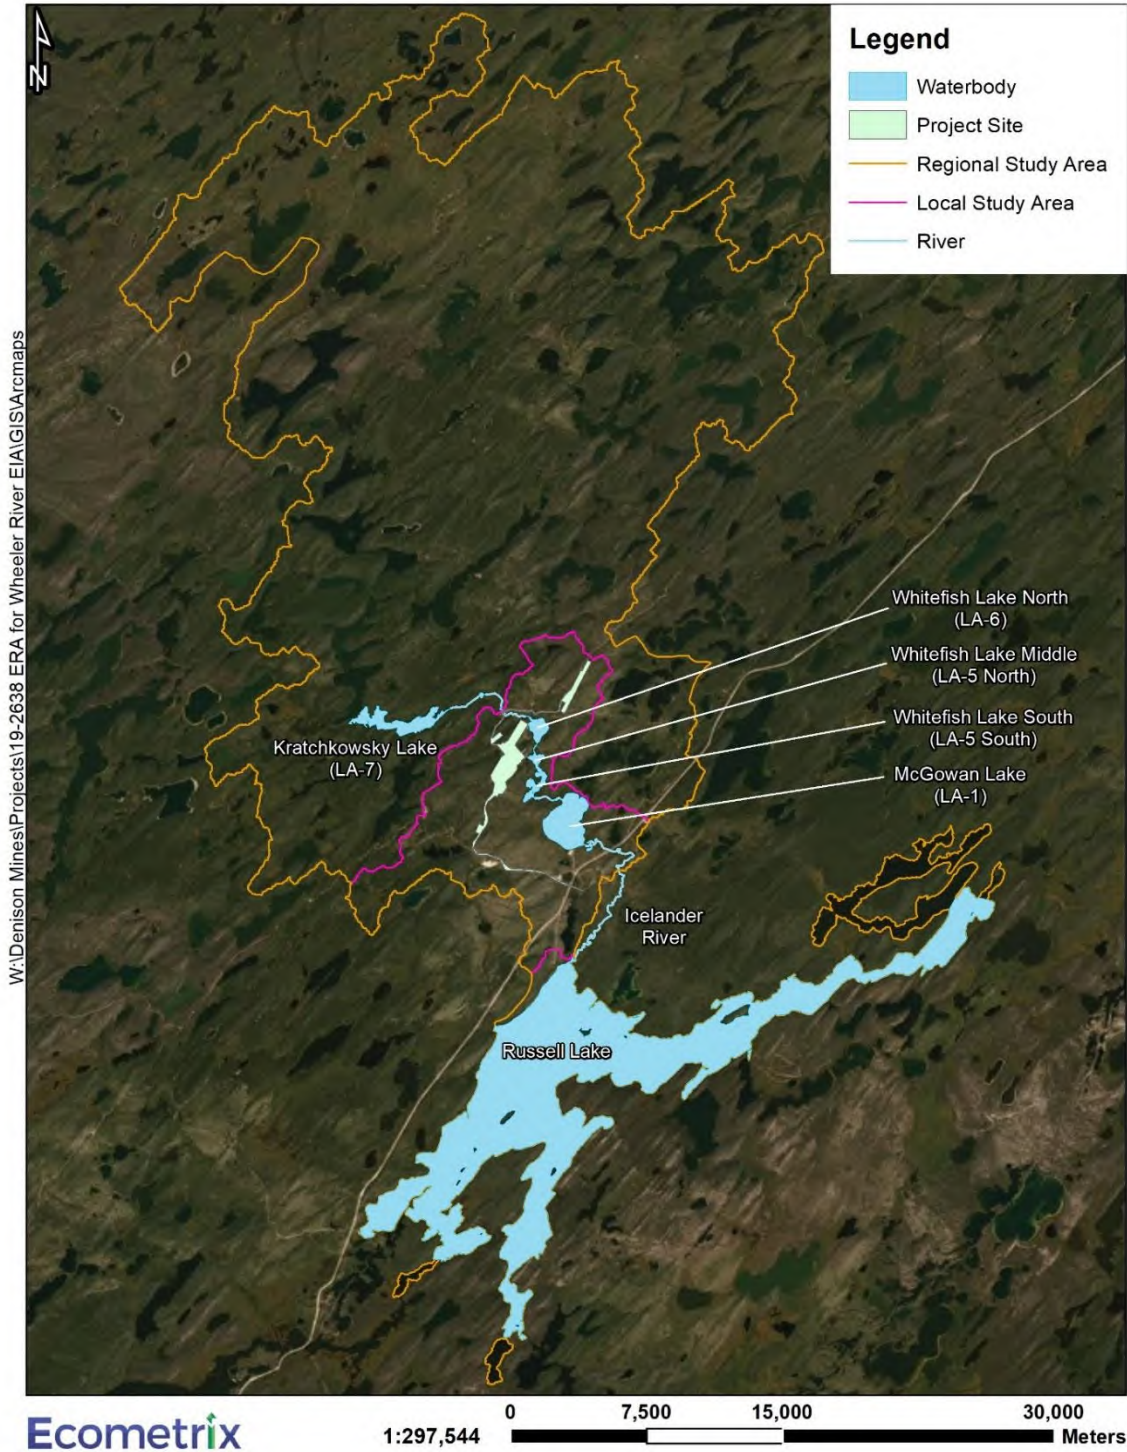 N
Legend
Waterbody
Project Site
Regional Study Area
Local Study Area
River
W:\Denison Mines\Projects\19-2638 ERA for Wheeler River EIA\GIS\Arcmaps
Whitefish Lake North
(LA-6)
Whitefish Lake Middle
(LA-5 North)
Whitefish Lake South
(LA-5 South)
McGowan Lake
(LA-1)
Kratchkowsky Lake
(LA-7)
Icelander
River
Russell Lake
Ecometrix
1:297,544
0 7,500 15,000 30,000
Meters